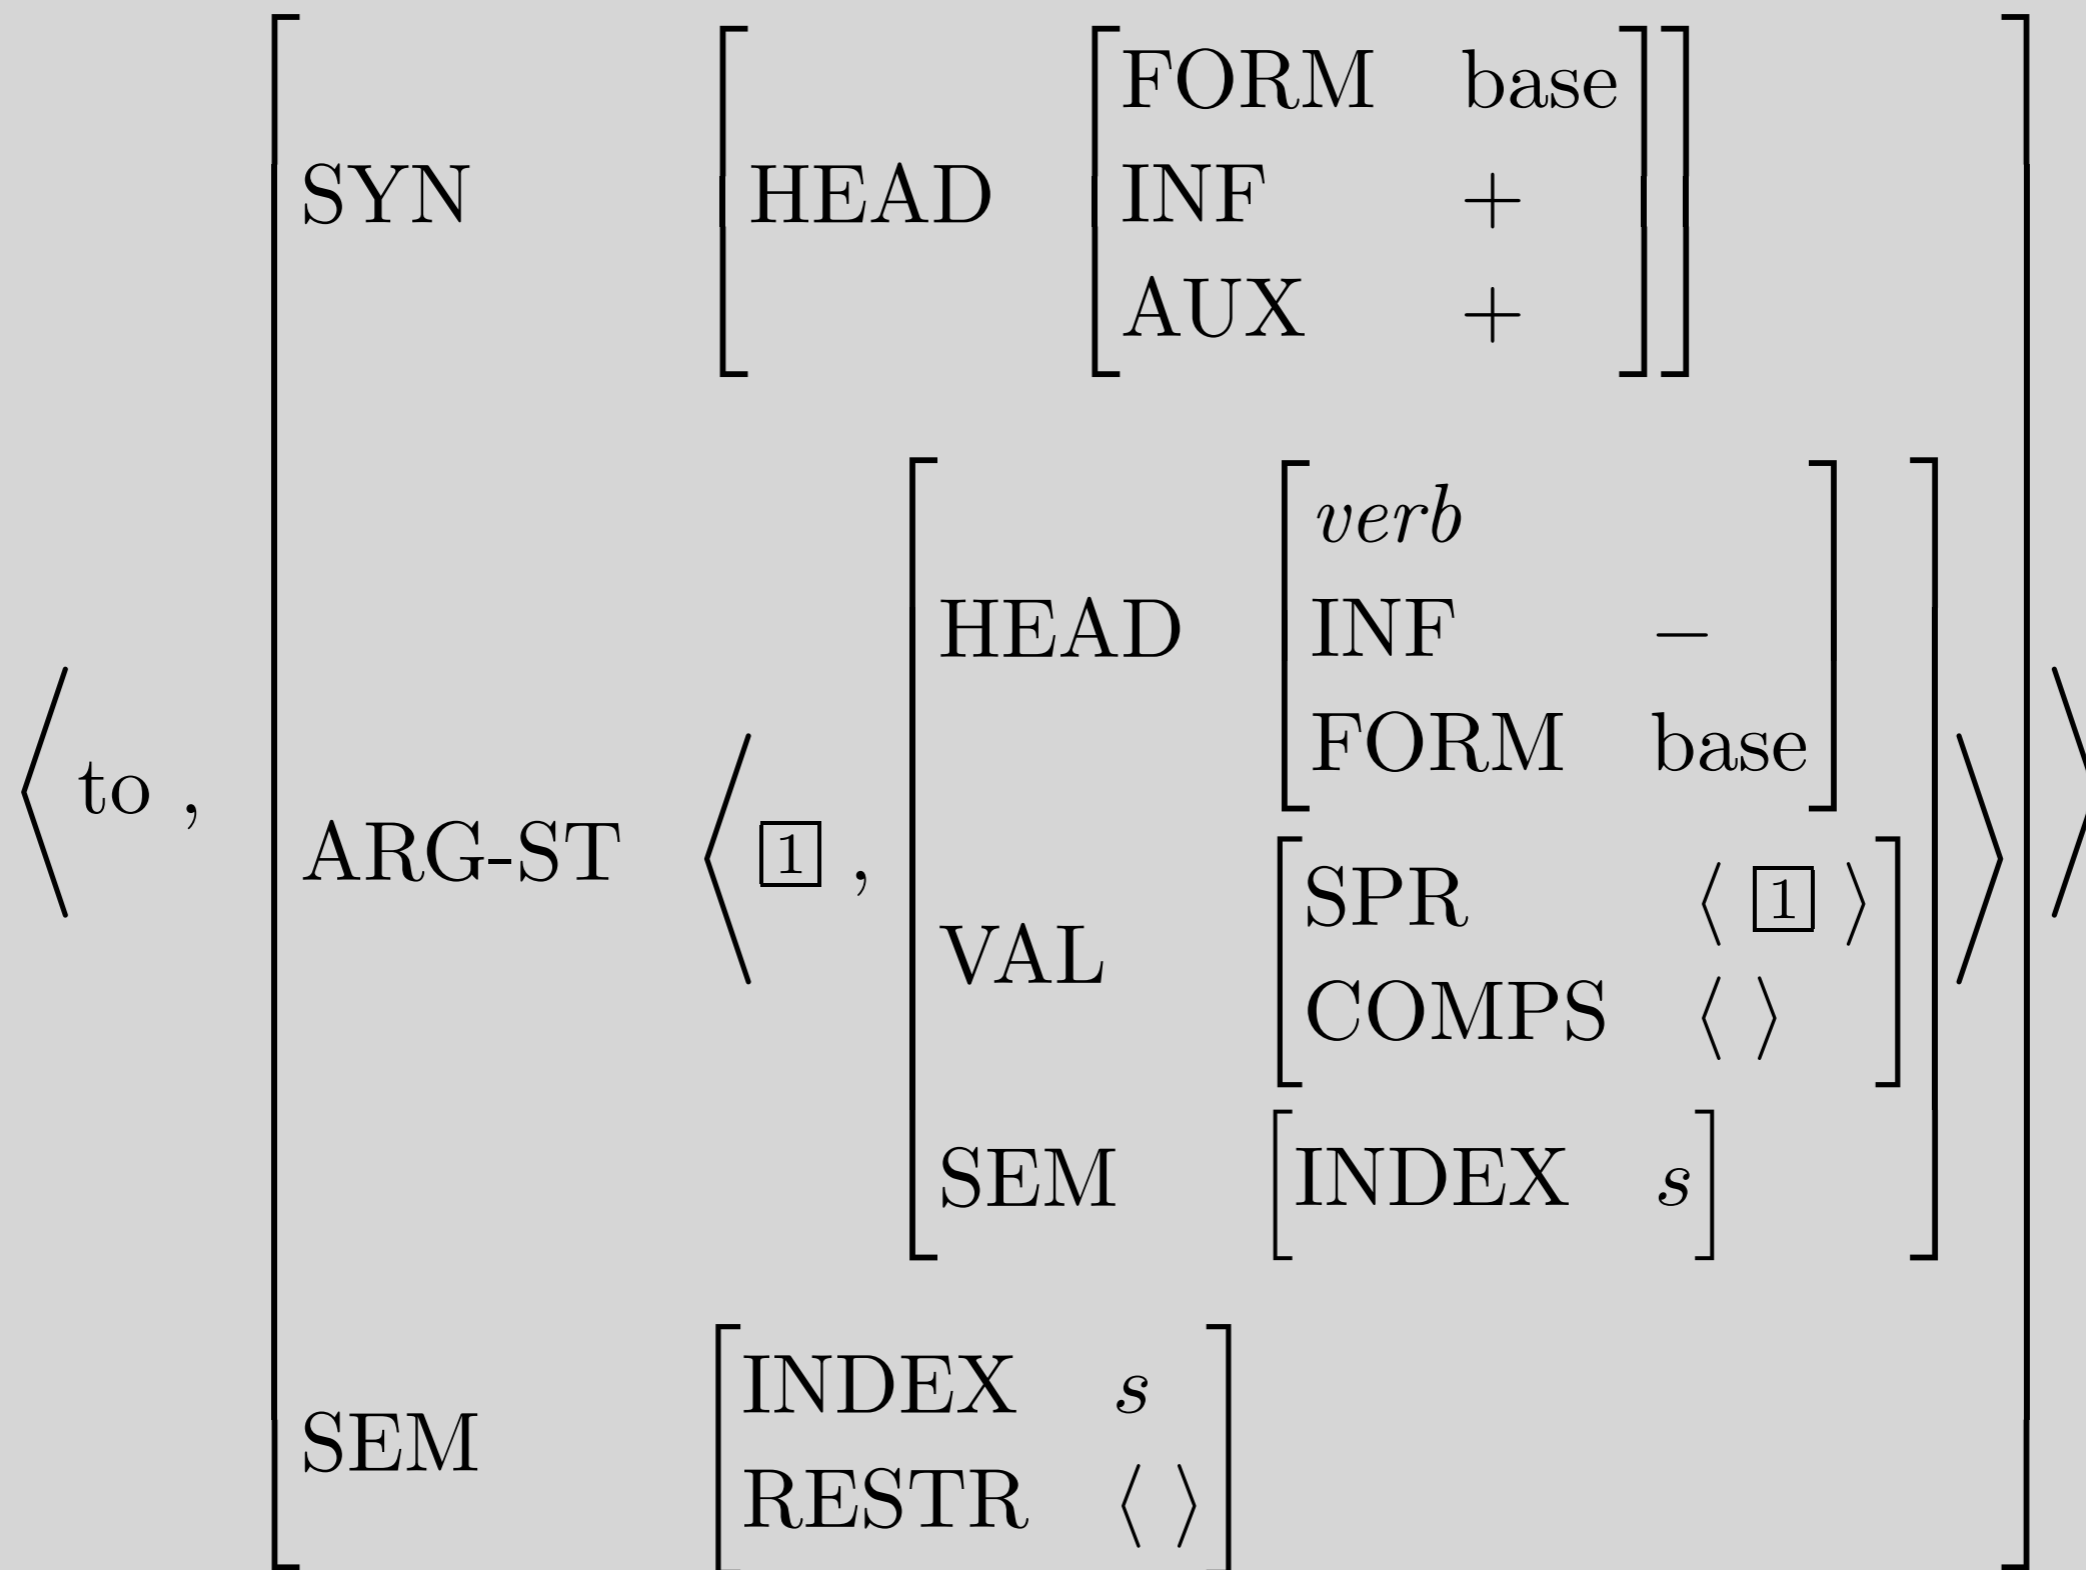 FORM base
SYN HEAD INF +
AUX +
verb
HEAD INF −
FORM base
⟨ to ,
ARG-ST ⟨ 1 , SPR ⟨ 1 ⟩ ⟩ ⟩
VAL
COMPS ⟨ ⟩
SEM INDEX s
INDEX s
SEM
RESTR ⟨ ⟩